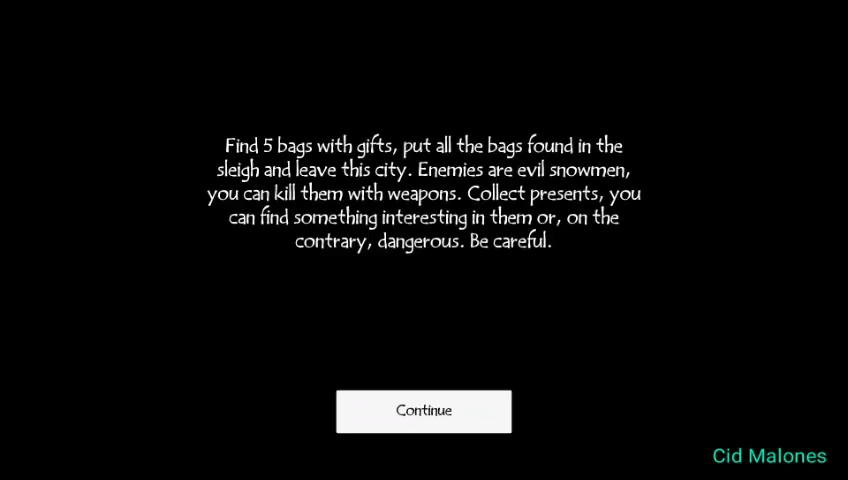 Find 5 bags with gifts, put all the bags found in the
sleigh and leave this city. Enemies are evil snowmen,
you can kill them with weapons. Collect presents, you
can find something interesting in them or, on the
contrary, dangerous. Be careful.
Continue
Cid Malones